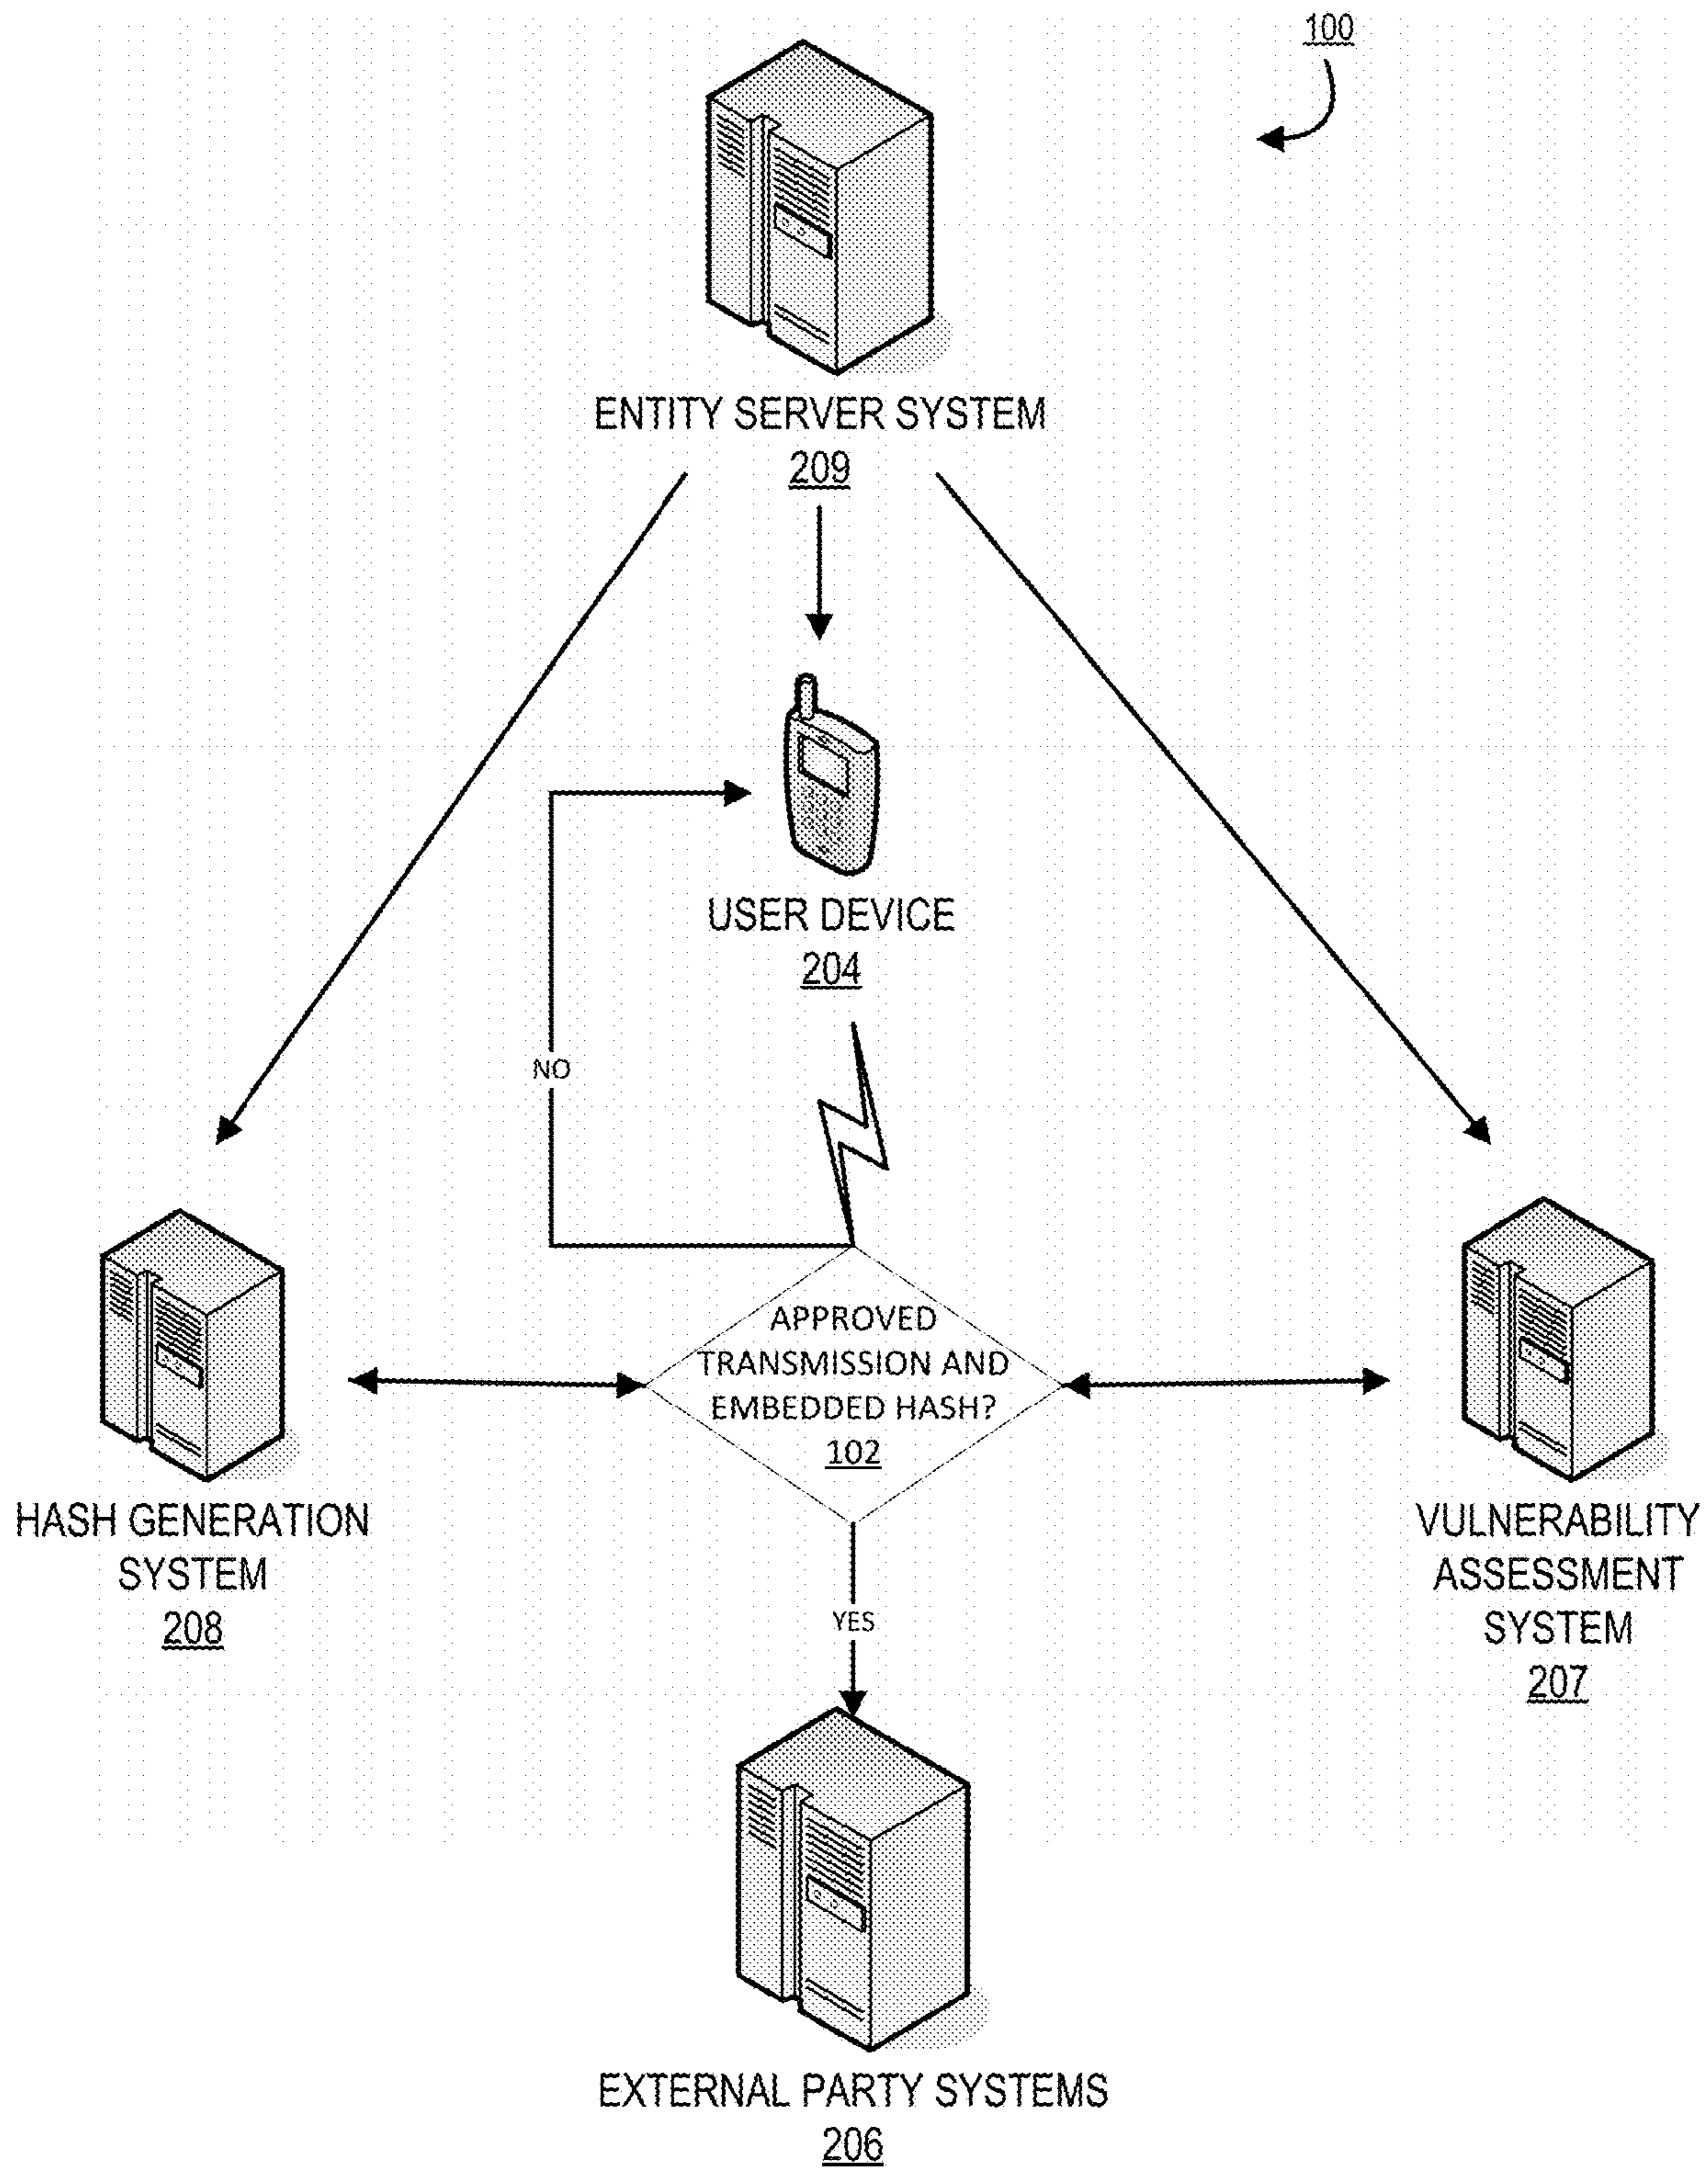 100
ENTITY SERVER SYSTEM
209
USER DEVICE
204
NO
APPROVED
TRANSMISSION AND
EMBEDDED HASH?
102
HASH GENERATION
SYSTEM
208
VULNERABILITY
ASSESSMENT
SYSTEM
207
YES
EXTERNAL PARTY SYSTEMS
206